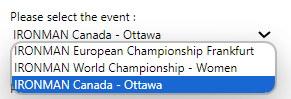 Please select the event :
IRONMAN Canada - Ottawa
IRONMAN European Championship Frankfurt
IRONMAN World Championship - Women
IRONMAN Canada - Ottawa